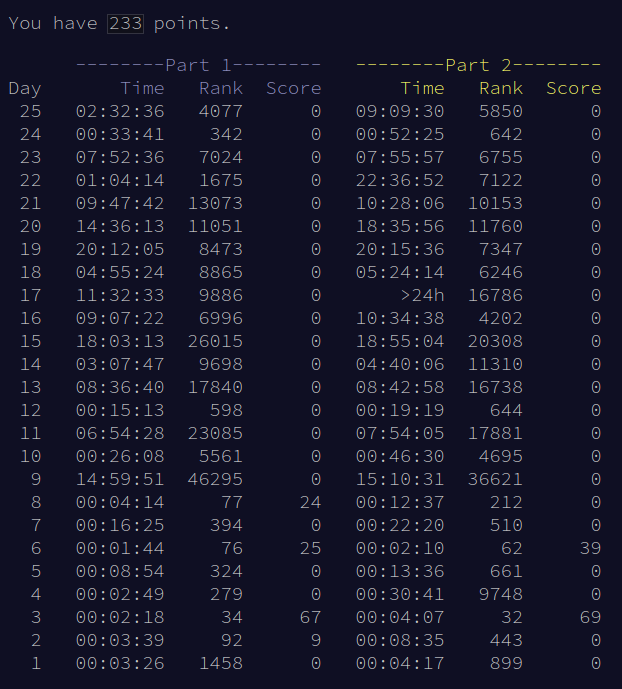 You have 233 points.
--------Part 1-------- --------Part 2--------
Day Time Rank Score Time Rank Score
25 02:32:36 4077 0 09:09:30 5850 0
24 00:33:41 342 0 00:52:25 642 0
23 07:52:36 7024 0 07:55:57 6755 0
22 01:04:14 1675 0 22:36:52 7122 0
21 09:47:42 13073 0 10:28:06 10153 0
20 14:36:13 11051 0 18:35:56 11760 0
19 20:12:05 8473 0 20:15:36 7347 0
18 04:55:24 8865 0 05:24:14 6246 0
17 11:32:33 9886 0 >24h 16786 0
16 09:07:22 6996 0 10:34:38 4202 0
15 18:03:13 26015 0 18:55:04 20308 0
14 03:07:47 9698 0 04:40:06 11310 0
13 08:36:40 17840 0 08:42:58 16738 0
12 00:15:13 598 0 00:19:19 644 0
11 06:54:28 23085 0 07:54:05 17881 0
10 00:26:08 5561 0 00:46:30 4695 0
9 14:59:51 46295 0 15:10:31 36621 0
8 00:04:14 77 24 00:12:37 212 0
7 00:16:25 394 0 00:22:20 510 0
6 00:01:44 76 25 00:02:10 62 39
5 00:08:54 324 0 00:13:36 661 0
4 00:02:49 279 0 00:30:41 9748 0
3 00:02:18 34 67 00:04:07 32 69
2 00:03:39 92 9 00:08:35 443 0
1 00:03:26 1458 0 00:04:17 899 0